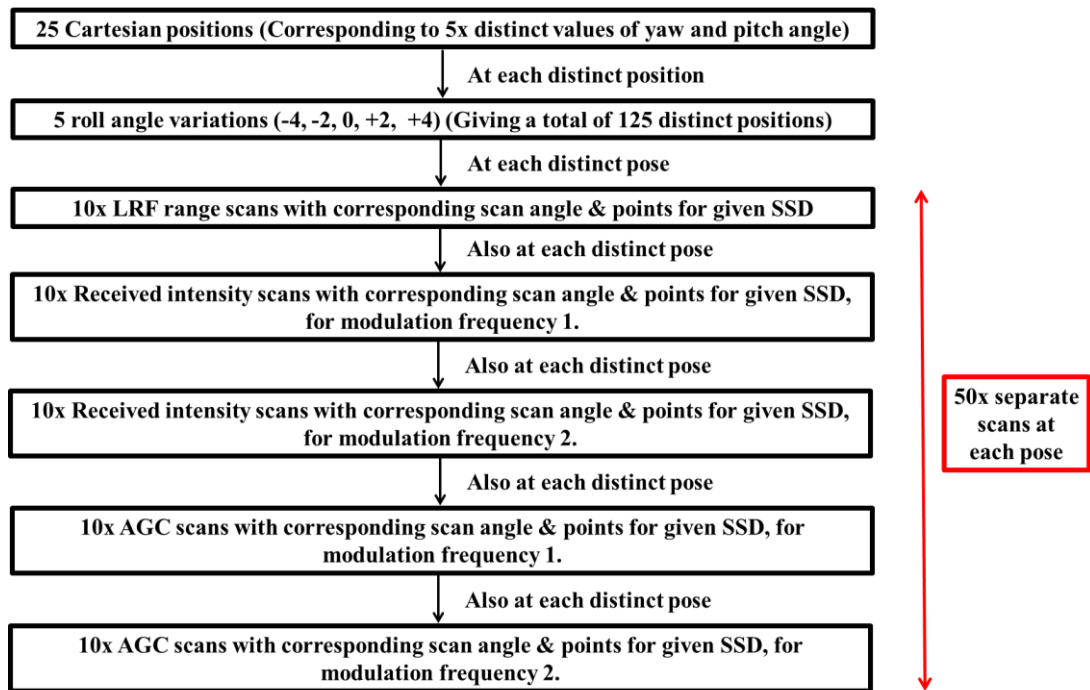 25 Cartesian positions (Corresponding to 5x distinct values of yaw and pitch angle)
At each distinct position
5 roll angle variations (-4, -2, 0, +2, +4) (Giving a total of 125 distinct positions)
At each distinct pose
10x LRF range scans with corresponding scan angle & points for given SSD
Also at each distinct pose
10x Received intensity scans with corresponding scan angle & points for given SSD,
for modulation frequency 1.
Also at each distinct pose
10x Received intensity scans with corresponding scan angle & points for given SSD,
for modulation frequency 2.
Also at each distinct pose
10x AGC scans with corresponding scan angle & points for given SSD, for
modulation frequency 1.
Also at each distinct pose
10x AGC scans with corresponding scan angle & points for given SSD, for
modulation frequency 2.
50x separate
scans at
each pose